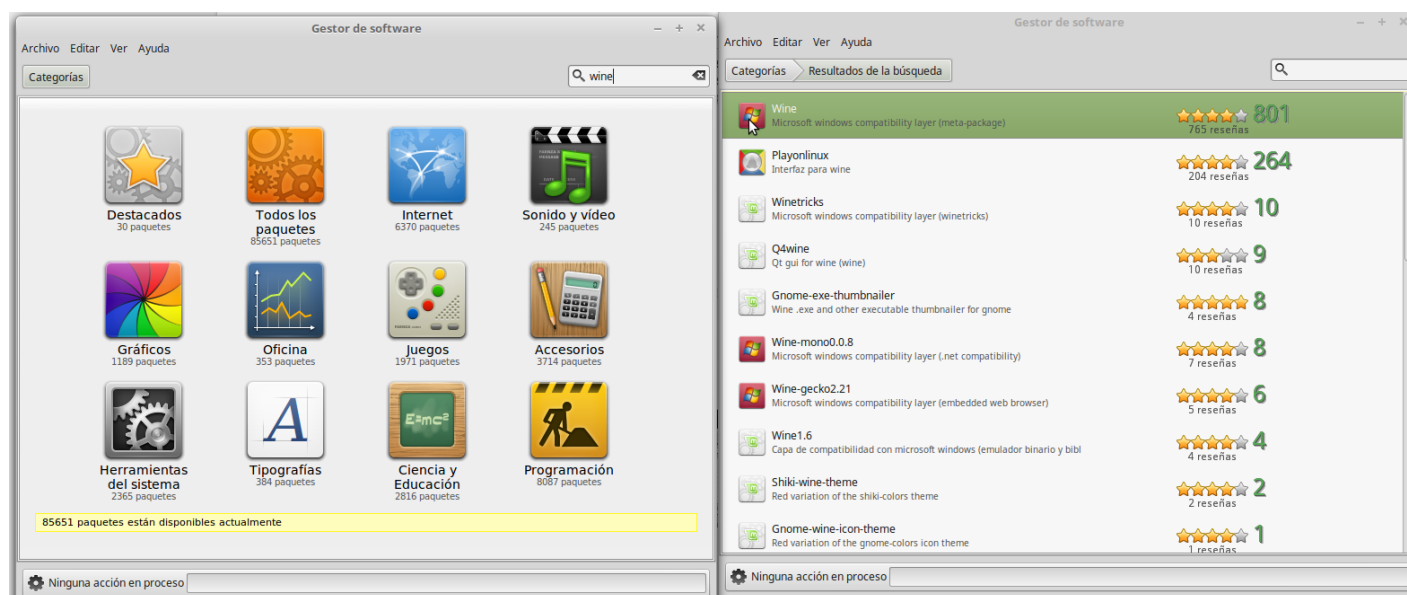 Gestor de software
Archivo Editar Ver Ayuda
Categorías
wine
Destacados
30 paquetes
Todos los
paquetes
85651 paquetes
Internet
6370 paquetes
Sonido y vídeo
245 paquetes
Gráficos
1189 paquetes
Oficina
353 paquetes
Juegos
1971 paquetes
Accesorios
3714 paquetes
E=mc²
Herramientas
del sistema
2365 paquetes
Tipografías
384 paquetes
Ciencia y
Educación
2816 paquetes
Programación
8087 paquetes
85651 paquetes están disponibles actualmente
Ninguna acción en proceso
Gestor de software
Archivo Editar Ver Ayuda
Categorías Resultados de la búsqueda
Wine 801
Microsoft windows compatibility layer (meta-package)
765 reseñas
Playonlinux 264
Interfaz para wine
204 reseñas
Winetricks 10
Microsoft windows compatibility layer (winetricks)
10 reseñas
Q4wine 9
Qt gui for wine (wine)
10 reseñas
Gnome-exe-thumbnailer 8
Wine .exe and other executable thumbnailer for gnome
4 reseñas
Wine-mono0.0.8 8
Microsoft windows compatibility layer (.net compatibility)
7 reseñas
Wine-gecko2.21 6
Microsoft windows compatibility layer (embedded web browser)
5 reseñas
Wine1.6 4
Capa de compatibilidad con microsoft windows (emulador binario y bibl
4 reseñas
Shiki-wine-theme 2
Red variation of the shiki-colors theme
2 reseñas
Gnome-wine-icon-theme 1
Red variation of the gnome-colors icon theme
1 reseñas
Ninguna acción en proceso